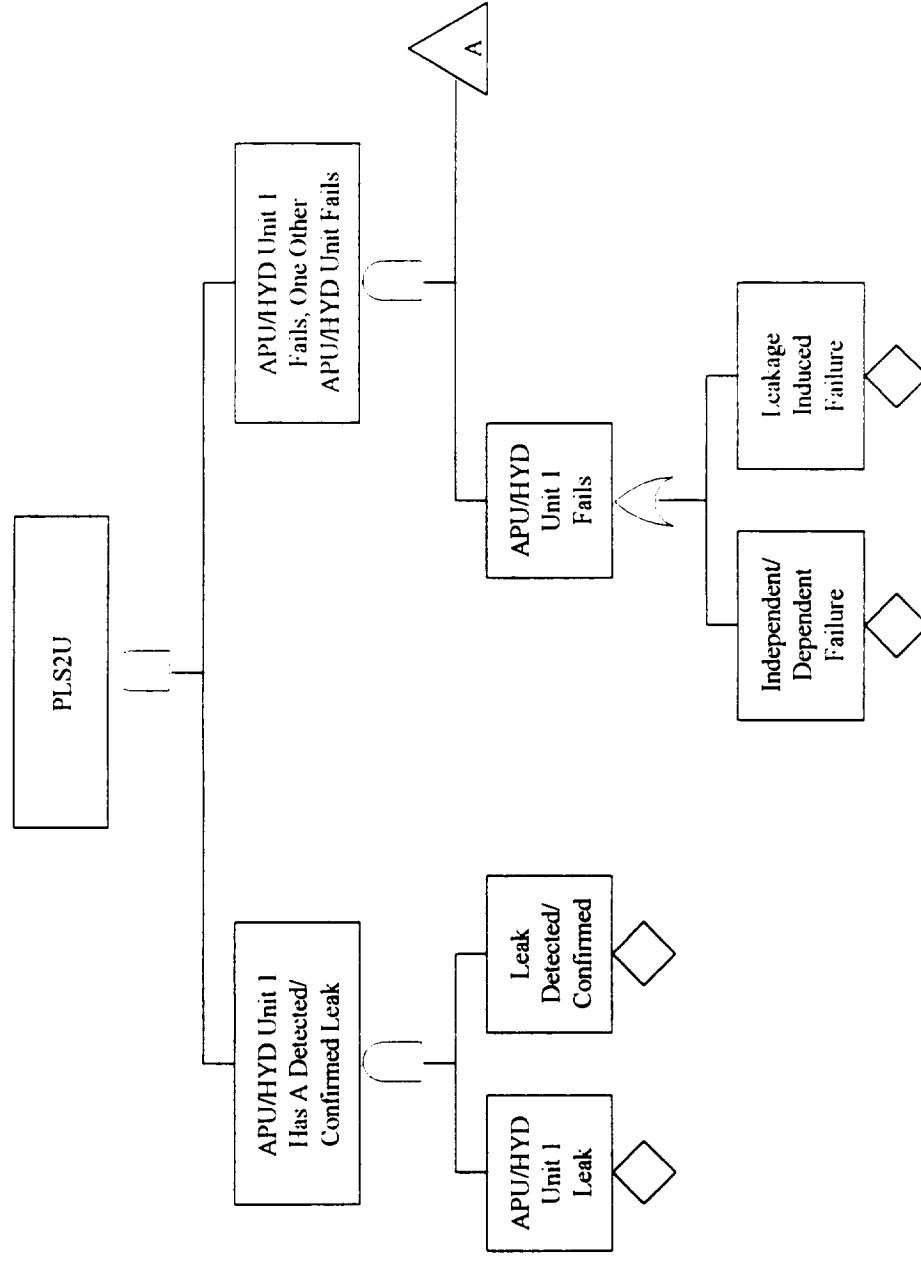 PLS2U
APU/HYD Unit 1
Has A Detected/
Confirmed Leak
APU/HYD Unit 1
Fails, One Other
APU/HYD Unit Fails
APU/HYD
Unit 1
Leak
Leak
Detected/
Confirmed
APU/HYD
Unit 1
Fails
A
Independent/
Dependent
Failure
Leakage
Induced
Failure